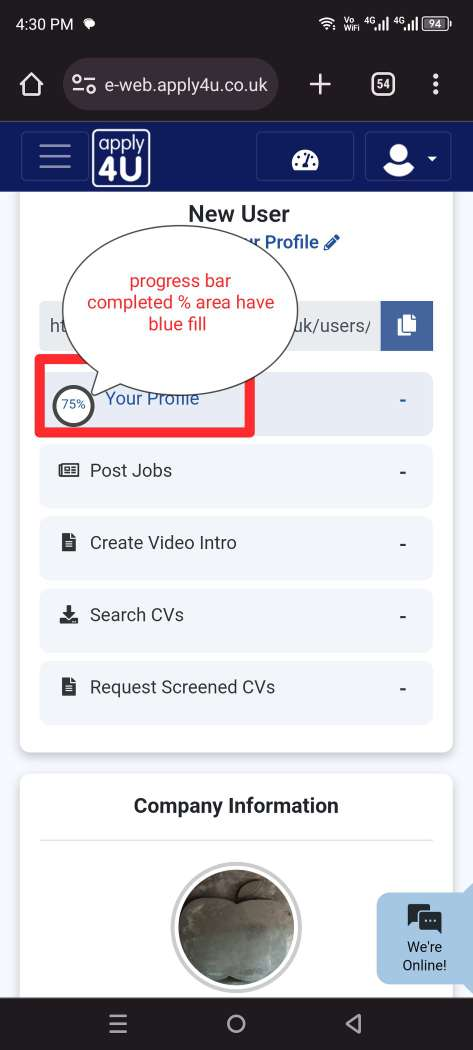 4:30 PM
Vo WiFi 4G 4G 94
e-web.apply4u.co.uk
54
apply
4U
New User
ur Profile
progress bar
completed % area have
blue fill
uk/users/
75%
Your Profile -
Post Jobs -
Create Video Intro -
Search CVs -
Request Screened CVs -
Company Information
We're
Online!